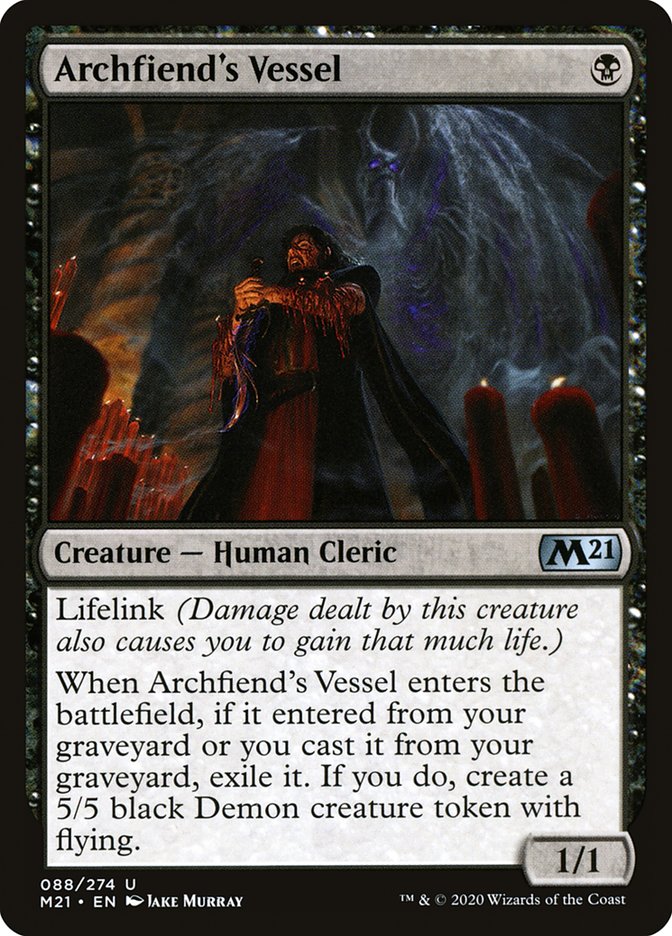 Archfiend's Vessel
Creature — Human Cleric
M21
Lifelink (Damage dealt by this creature
also causes you to gain that much life.)
When Archfiend's Vessel enters the
battlefield, if it entered from your
graveyard or you cast it from your
graveyard, exile it. If you do, create a
5/5 black Demon creature token with
flying.
1/1
088/274 U
M21 • EN Jake Murray
™ & © 2020 Wizards of the Coast